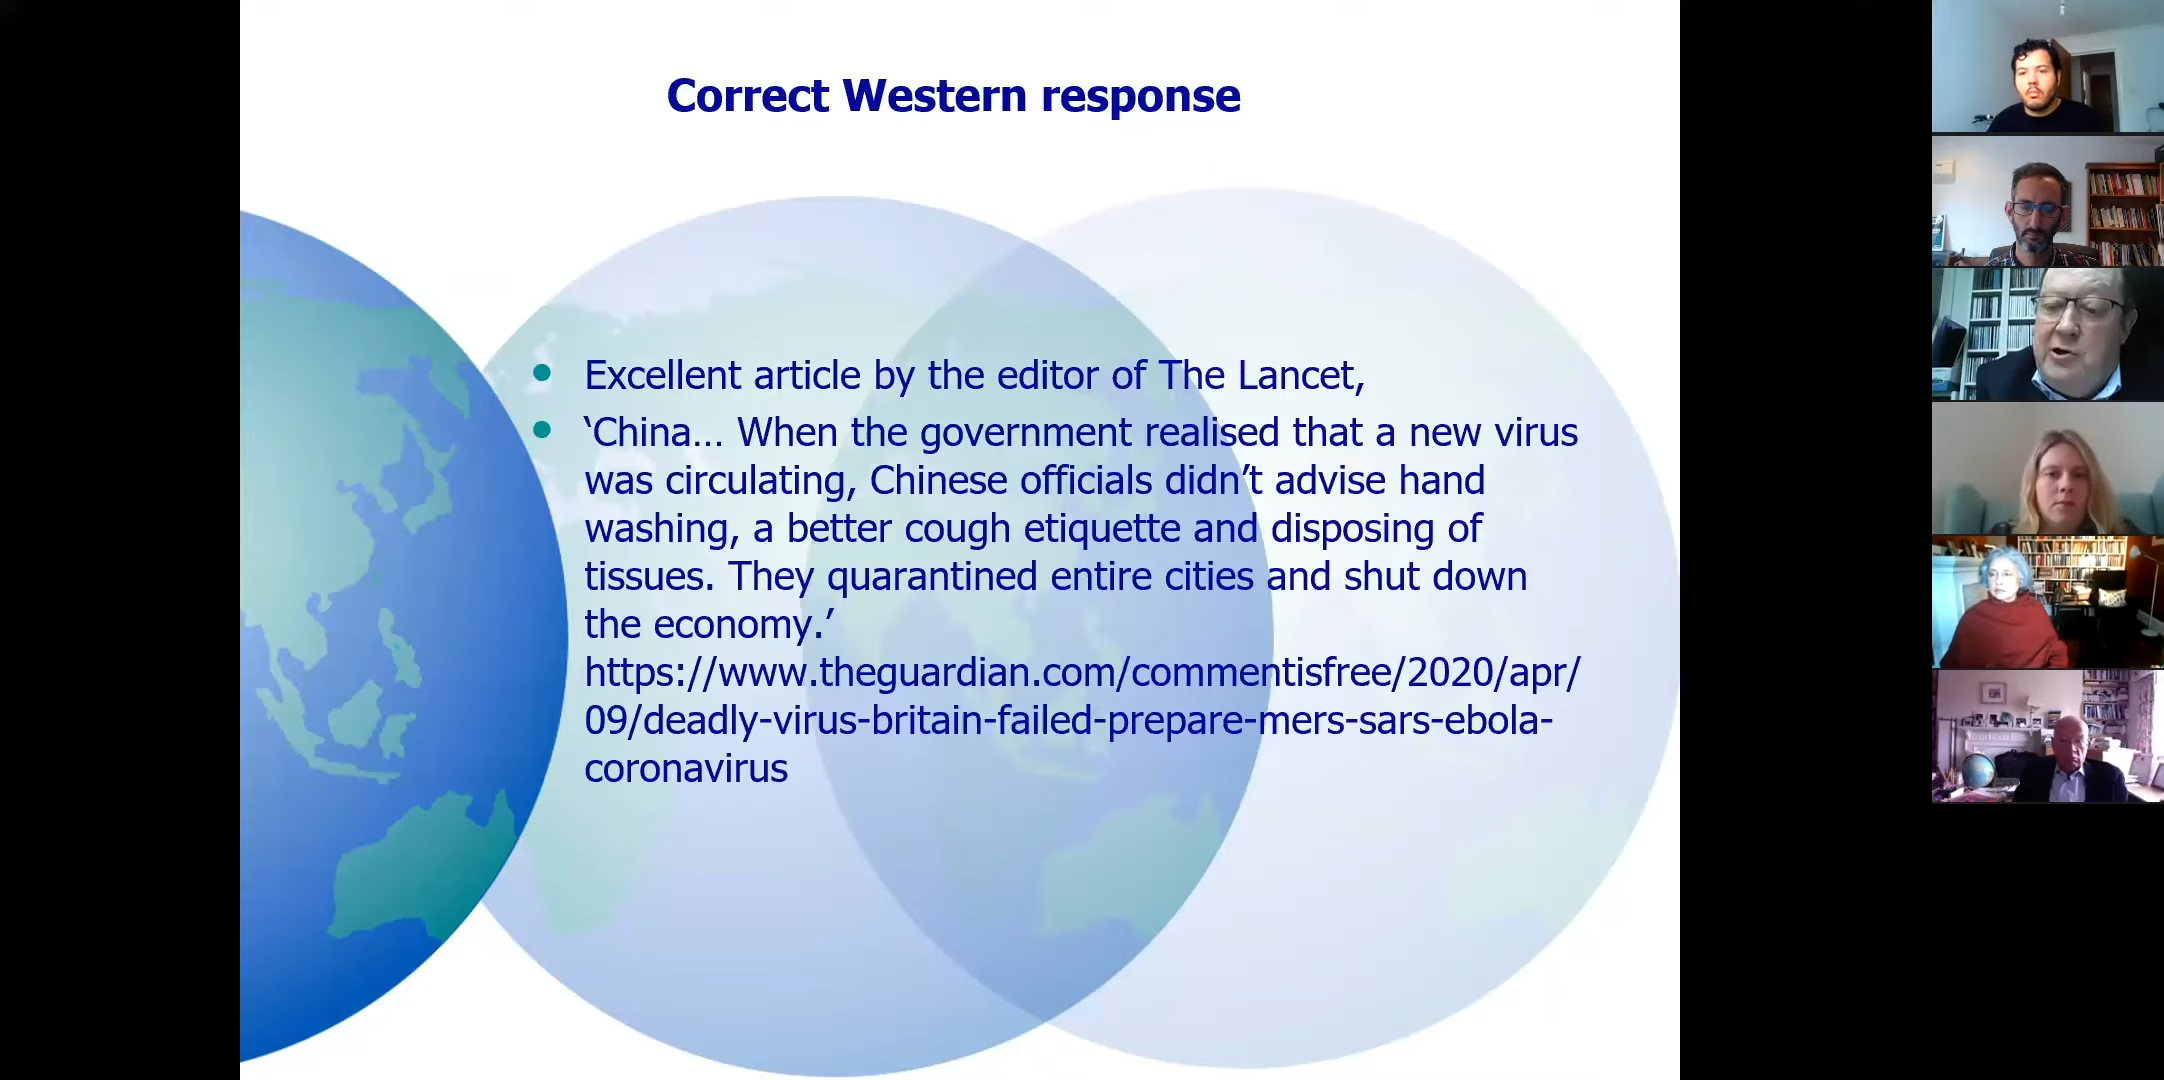 Correct Western response
• Excellent article by the editor of The Lancet,
• ‘China… When the government realised that a new virus
was circulating, Chinese officials didn’t advise hand
washing, a better cough etiquette and disposing of
tissues. They quarantined entire cities and shut down
the economy.’
https://www.theguardian.com/commentisfree/2020/apr/
09/deadly-virus-britain-failed-prepare-mers-sars-ebola-
coronavirus